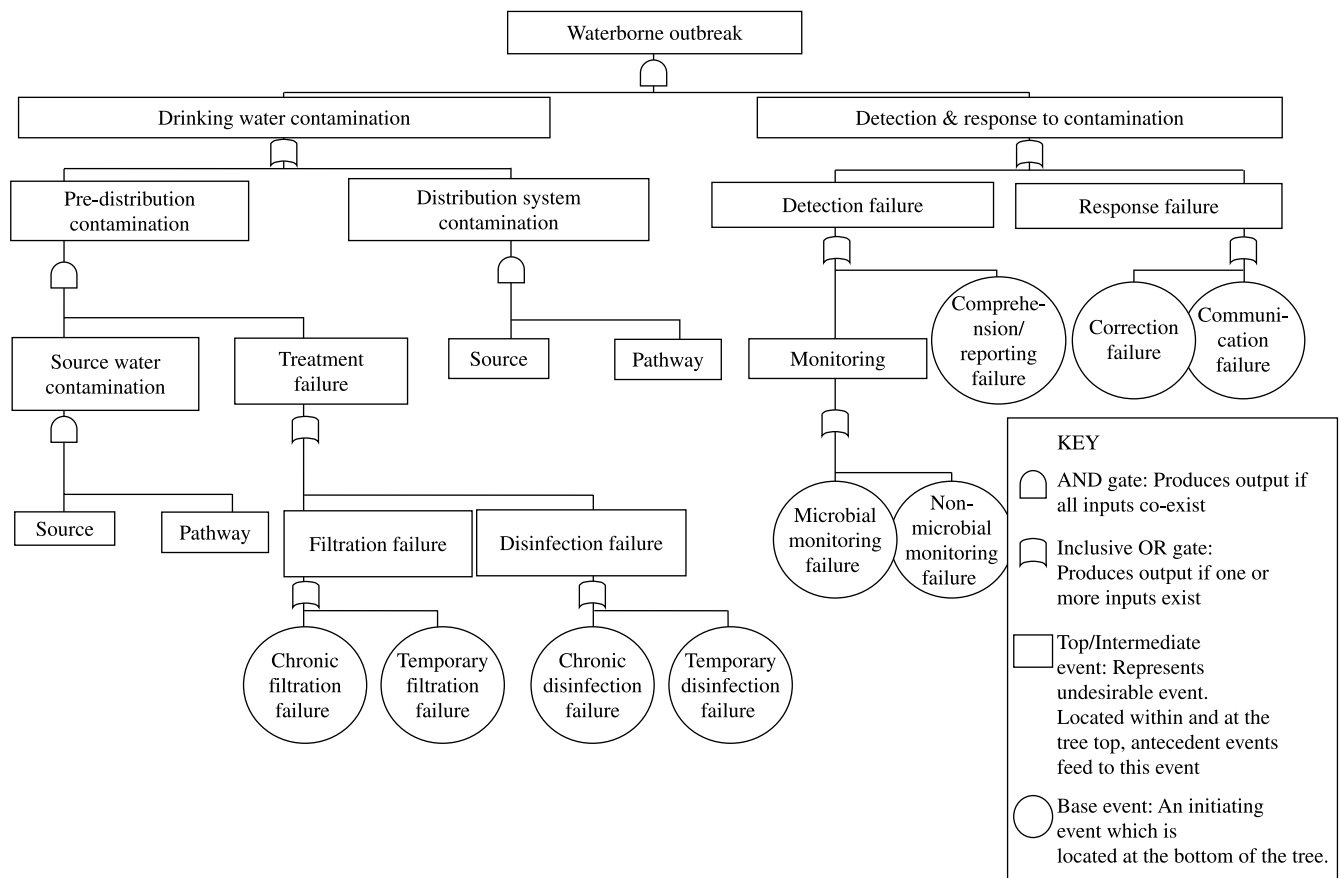 Waterborne outbreak
Drinking water contamination
Detection & response to contamination
Pre-distribution
contamination
Distribution system
contamination
Detection failure
Response failure
Source water
contamination
Treatment
failure
Source
Pathway
Monitoring
Comprehe-
nsion/
reporting
failure
Correction
failure
Communi-
cation
failure
Source
Pathway
Filtration failure
Disinfection failure
Microbial
monitoring
failure
Non-
microbial
monitoring
failure
Chronic
filtration
failure
Temporary
filtration
failure
Chronic
disinfection
failure
Temporary
disinfection
failure
KEY
AND gate: Produces output if
all inputs co-exist
Inclusive OR gate:
Produces output if one or
more inputs exist
Top/Intermediate
event: Represents
undesirable event.
Located within and at the
tree top, antecedent events
feed to this event
Base event: An initiating
event which is
located at the bottom of the tree.